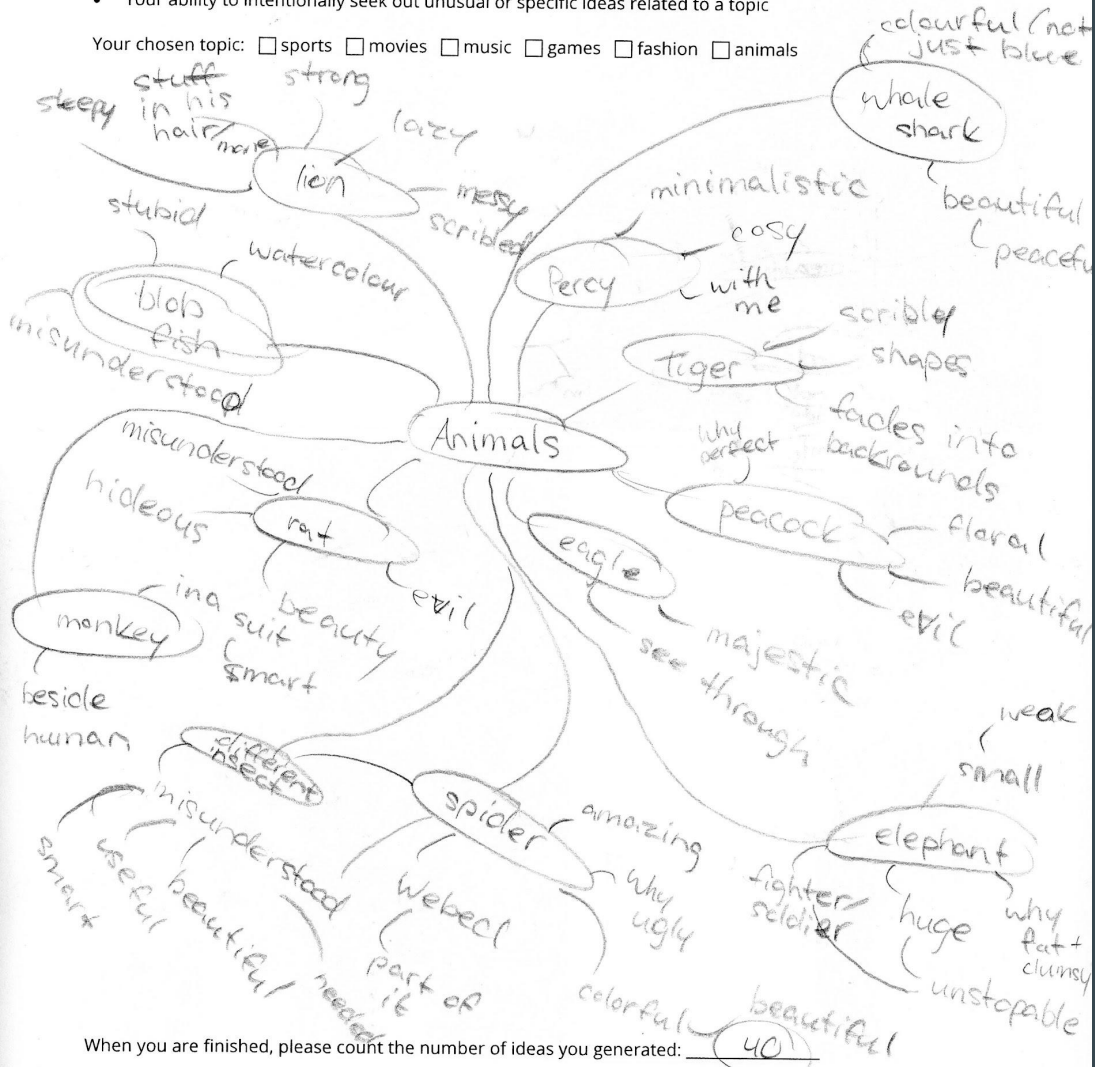 • Your ability to intentionally seek out unusual or specific ideas related to a topic
Your chosen topic: sports movies music games fashion animals
colourful (not
just blue
whale
shark
beautiful
peacefu
stuff
in his
hair/mane
sleepy
strong
lazy
lion
messy
scribled
minimalistic
cosy
Percy
with
me
stubid
watercolour
blob
fish
misunderstood
scribly
shapes
Tiger
fades into
backrounds
Animals
why
perfect
peacock
floral
beautiful
evil
misunderstood
hideous
rat
evil
beauty
eagle
majestic
see through
monkey
in a
suit
smart
beside
human
different
insect
misunderstood
smart
useful
beautiful
needed
spider
amazing
why
ugly
Webed
part of
it
colorful
beautiful
weak
small
elephant
fighter/
soldier
huge
unstopable
why
fat +
clumsy
When you are finished, please count the number of ideas you generated: 40